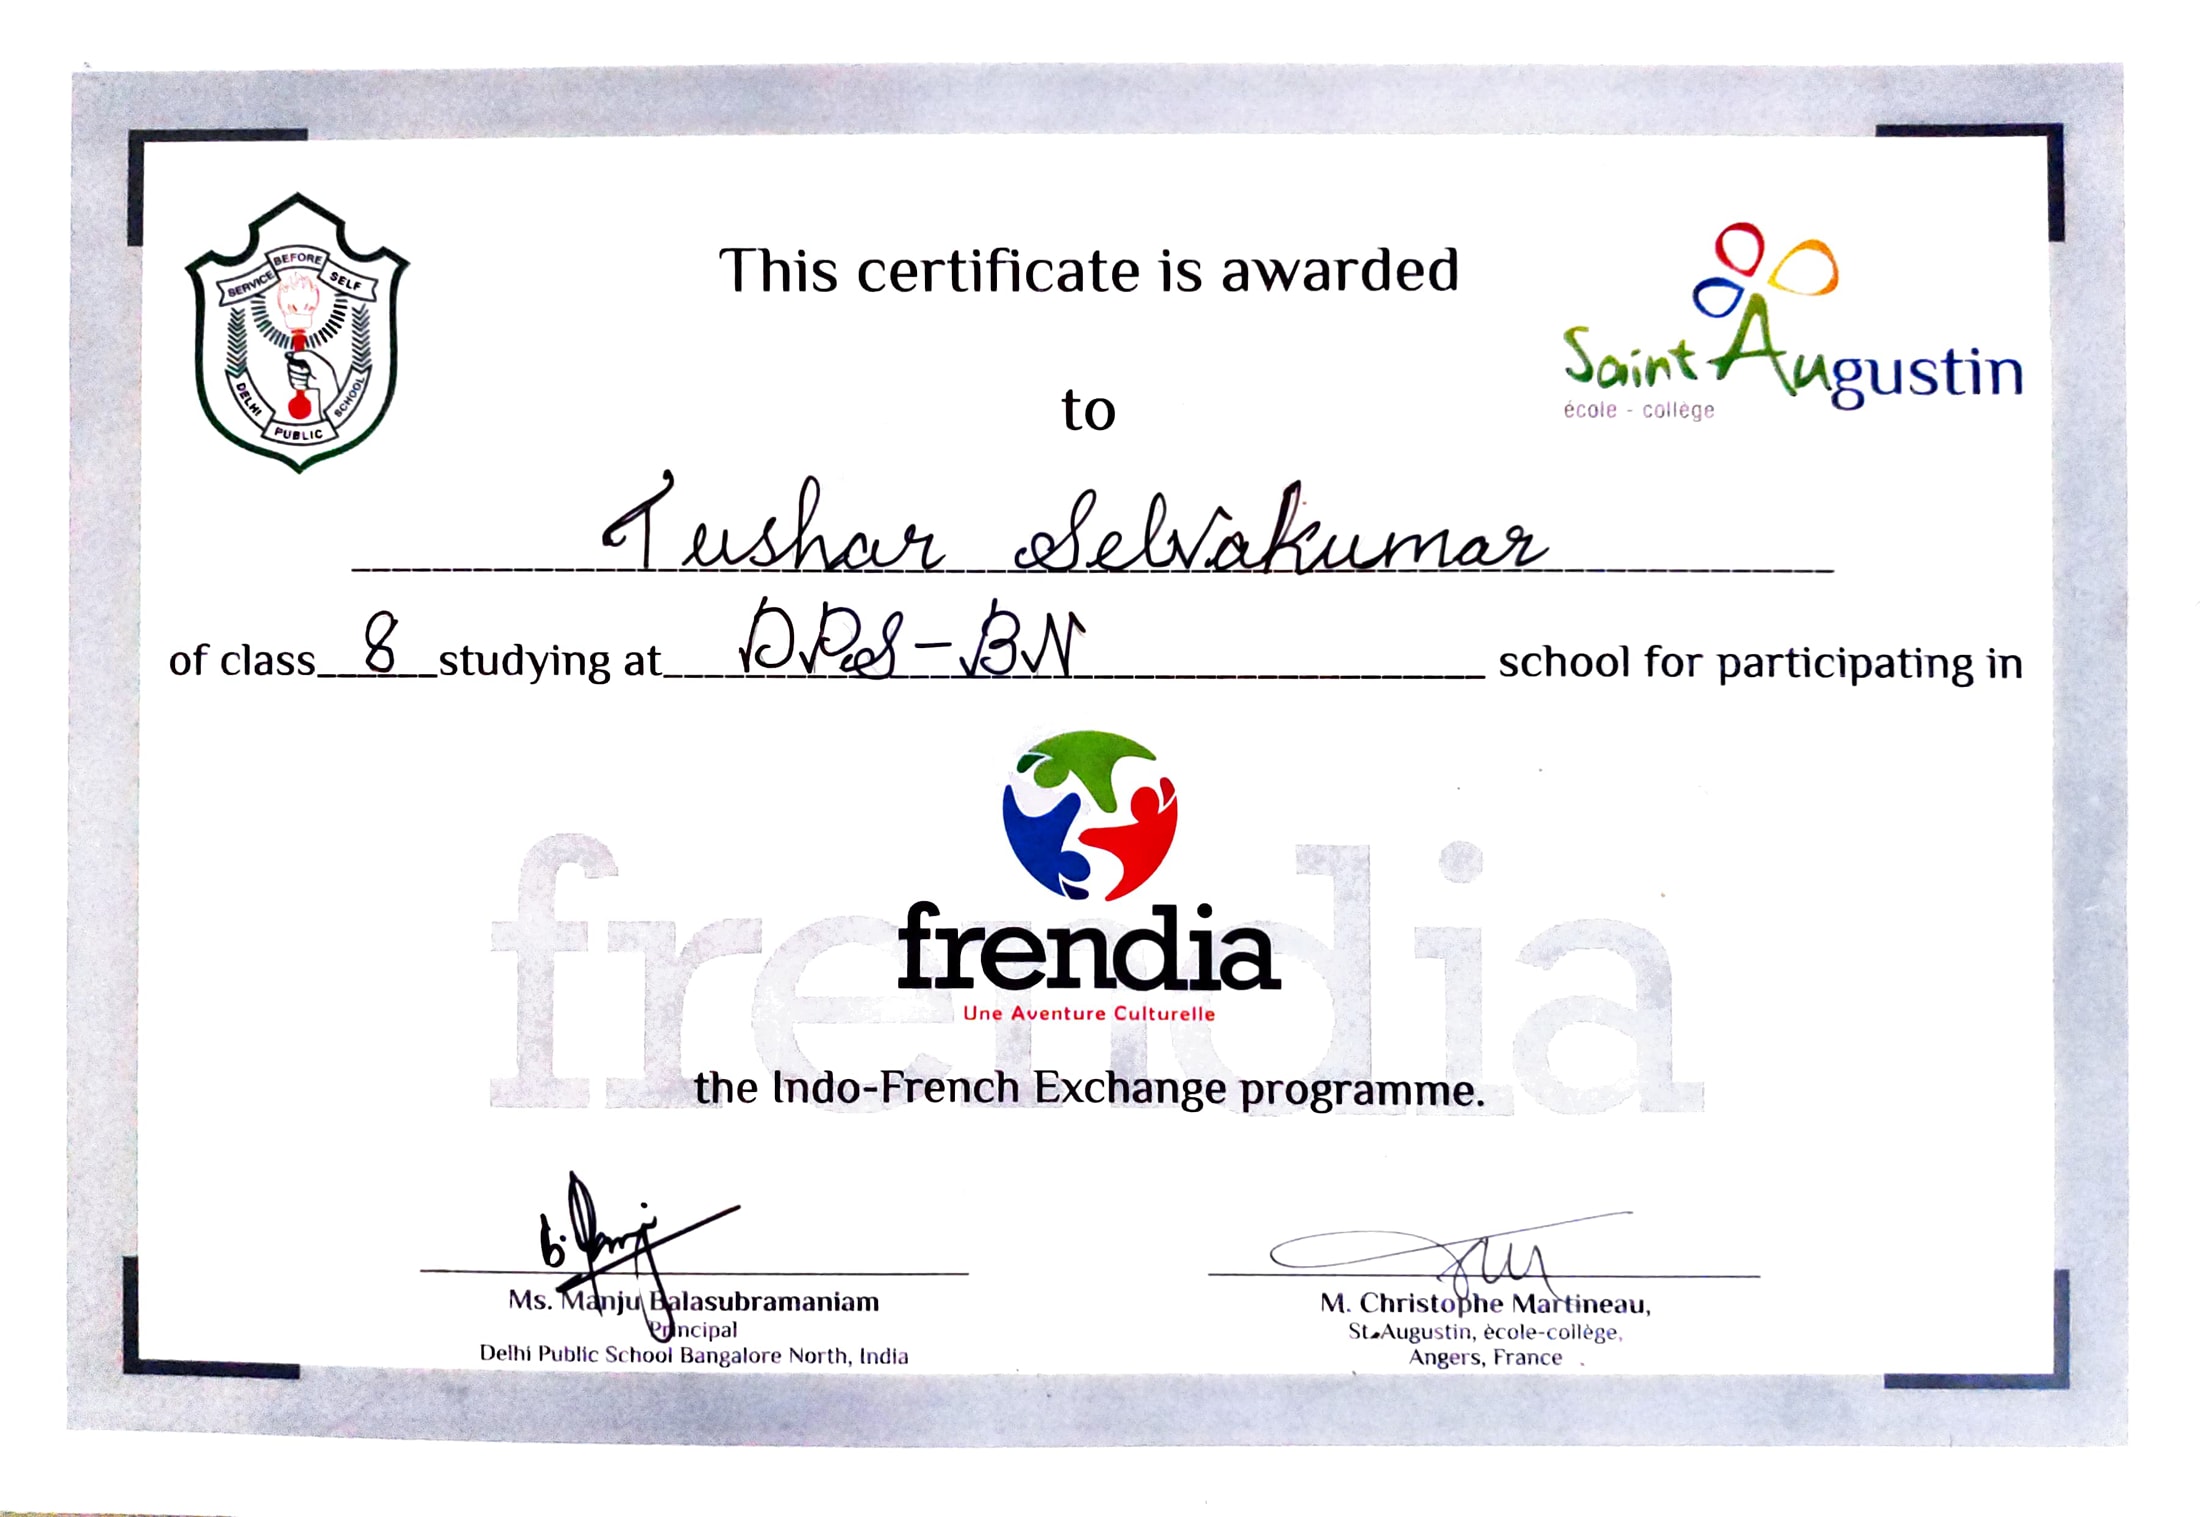 SERVICE BEFORE SELF
DELHI PUBLIC SCHOOL
This certificate is awarded
Saint Augustin
école - collège
to
Tushar Selvakumar
of class 8 studying at DPS-BN school for participating in
frendia
frendia
Une Aventure Culturelle
the Indo-French Exchange programme.
B. Manju
Ms. Manju Balasubramaniam
Principal
Delhi Public School Bangalore North, India
M. Christophe Martineau,
St. Augustin, ècole-collège,
Angers, France